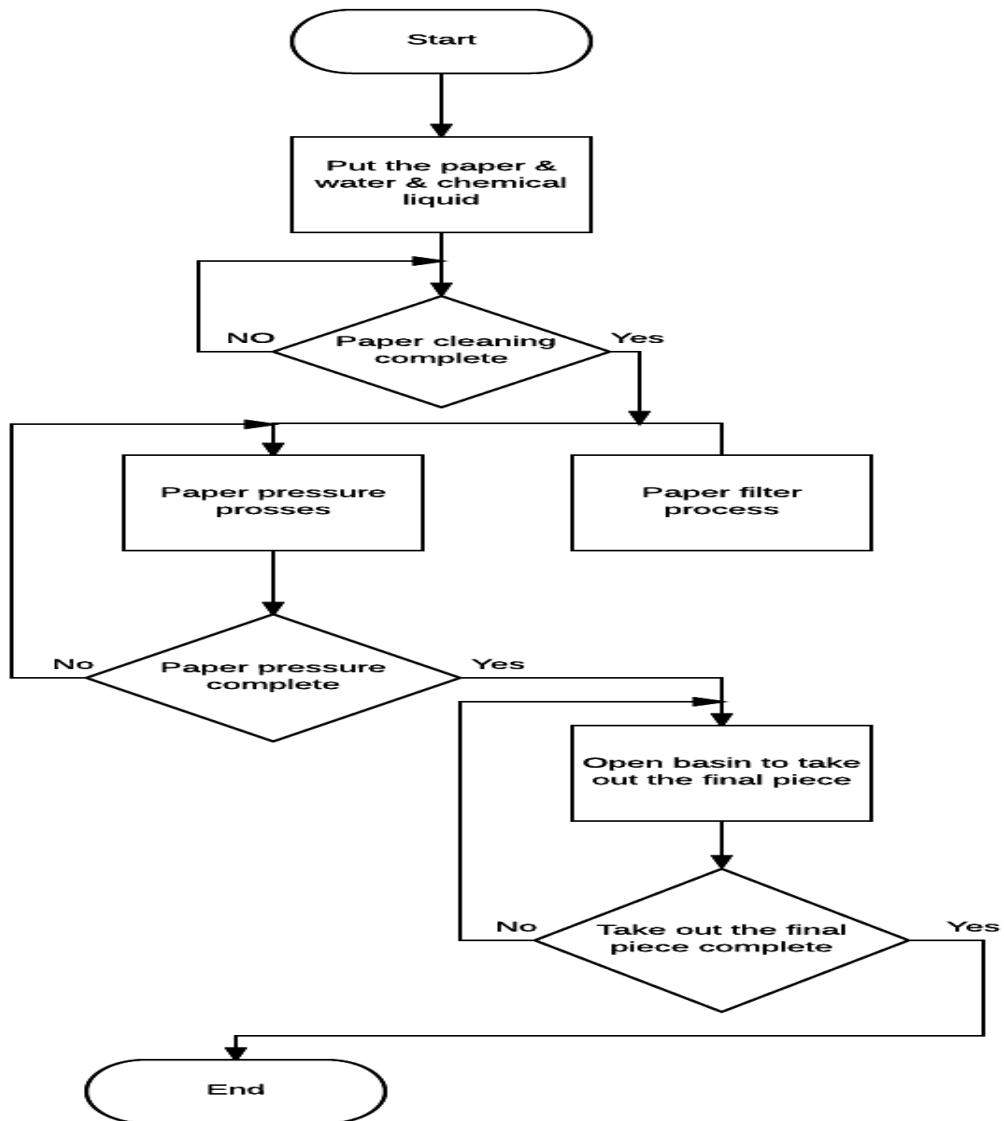 Start
Put the paper &
water & chemical
liquid
NO
Paper cleaning
complete
Yes
Paper pressure
prosses
Paper filter
process
No
Paper pressure
complete
Yes
Open basin to take
out the final piece
No
Take out the final
piece complete
Yes
End